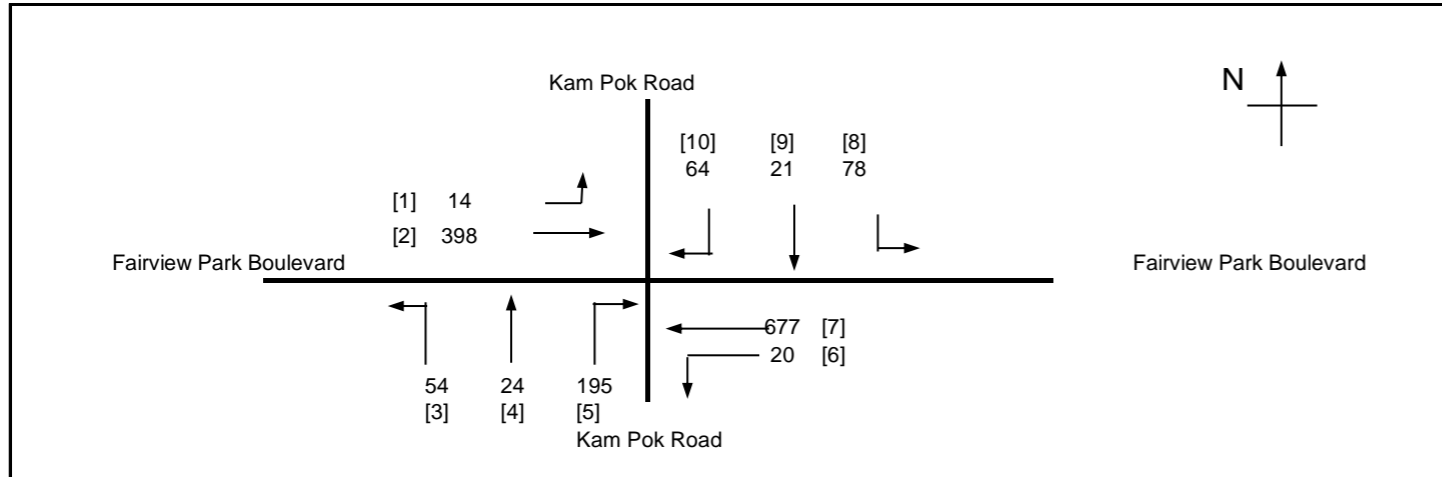 Kam Pok Road
N
[10] [9] [8]
64 21 78
[1] 14
[2] 398
Fairview Park Boulevard
Fairview Park Boulevard
677 [7]
20 [6]
54 24 195
[3] [4] [5]
Kam Pok Road